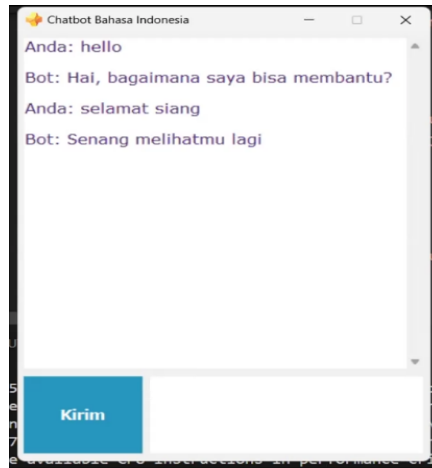 Chatbot Bahasa Indonesia
Anda: hello
Bot: Hai, bagaimana saya bisa membantu?
Anda: selamat siang
Bot: Senang melihatmu lagi
Kirim